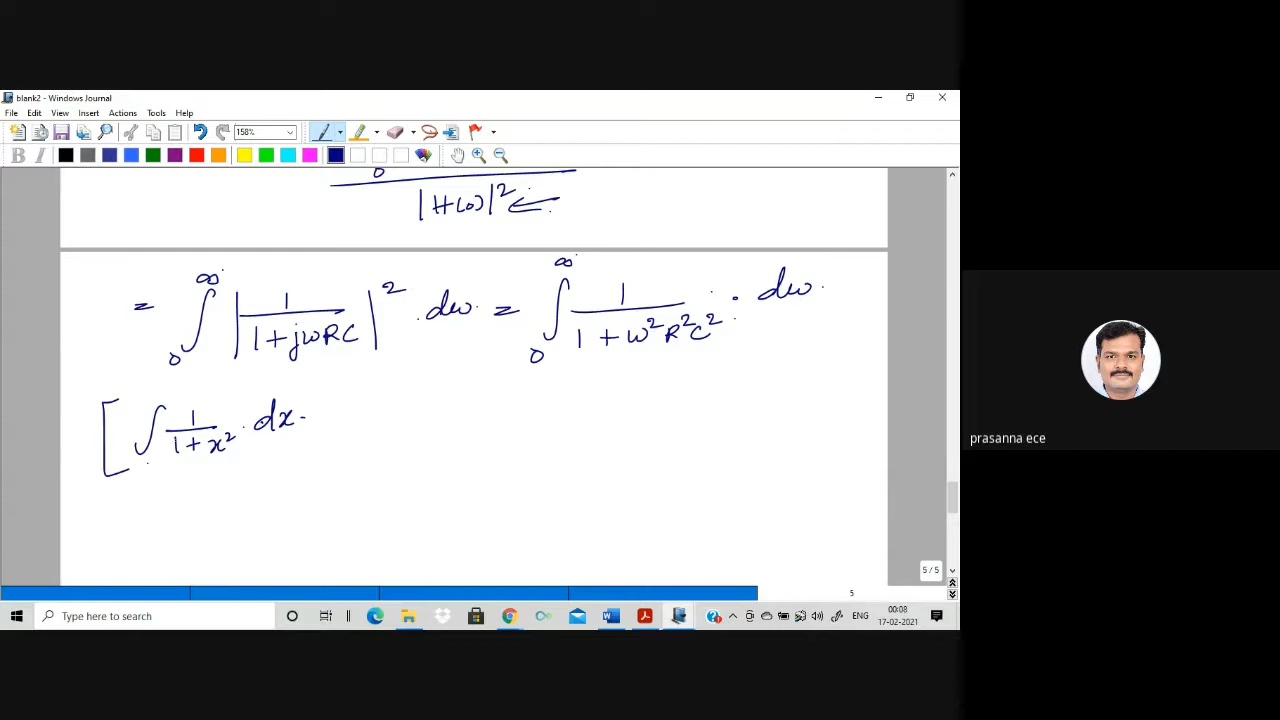 blank2 - Windows Journal
File Edit View Insert Actions Tools Help
158%
B I
0
|H(0)|²
= ∫₀^∞ |1/(1+jωRC)|² . dω = ∫₀^∞ 1/(1+ω²R²C²) . dω
[ ∫ 1/(1+x²) . dx
prasanna ece
5 / 5
5
Type here to search
ENG
00:08
17-02-2021